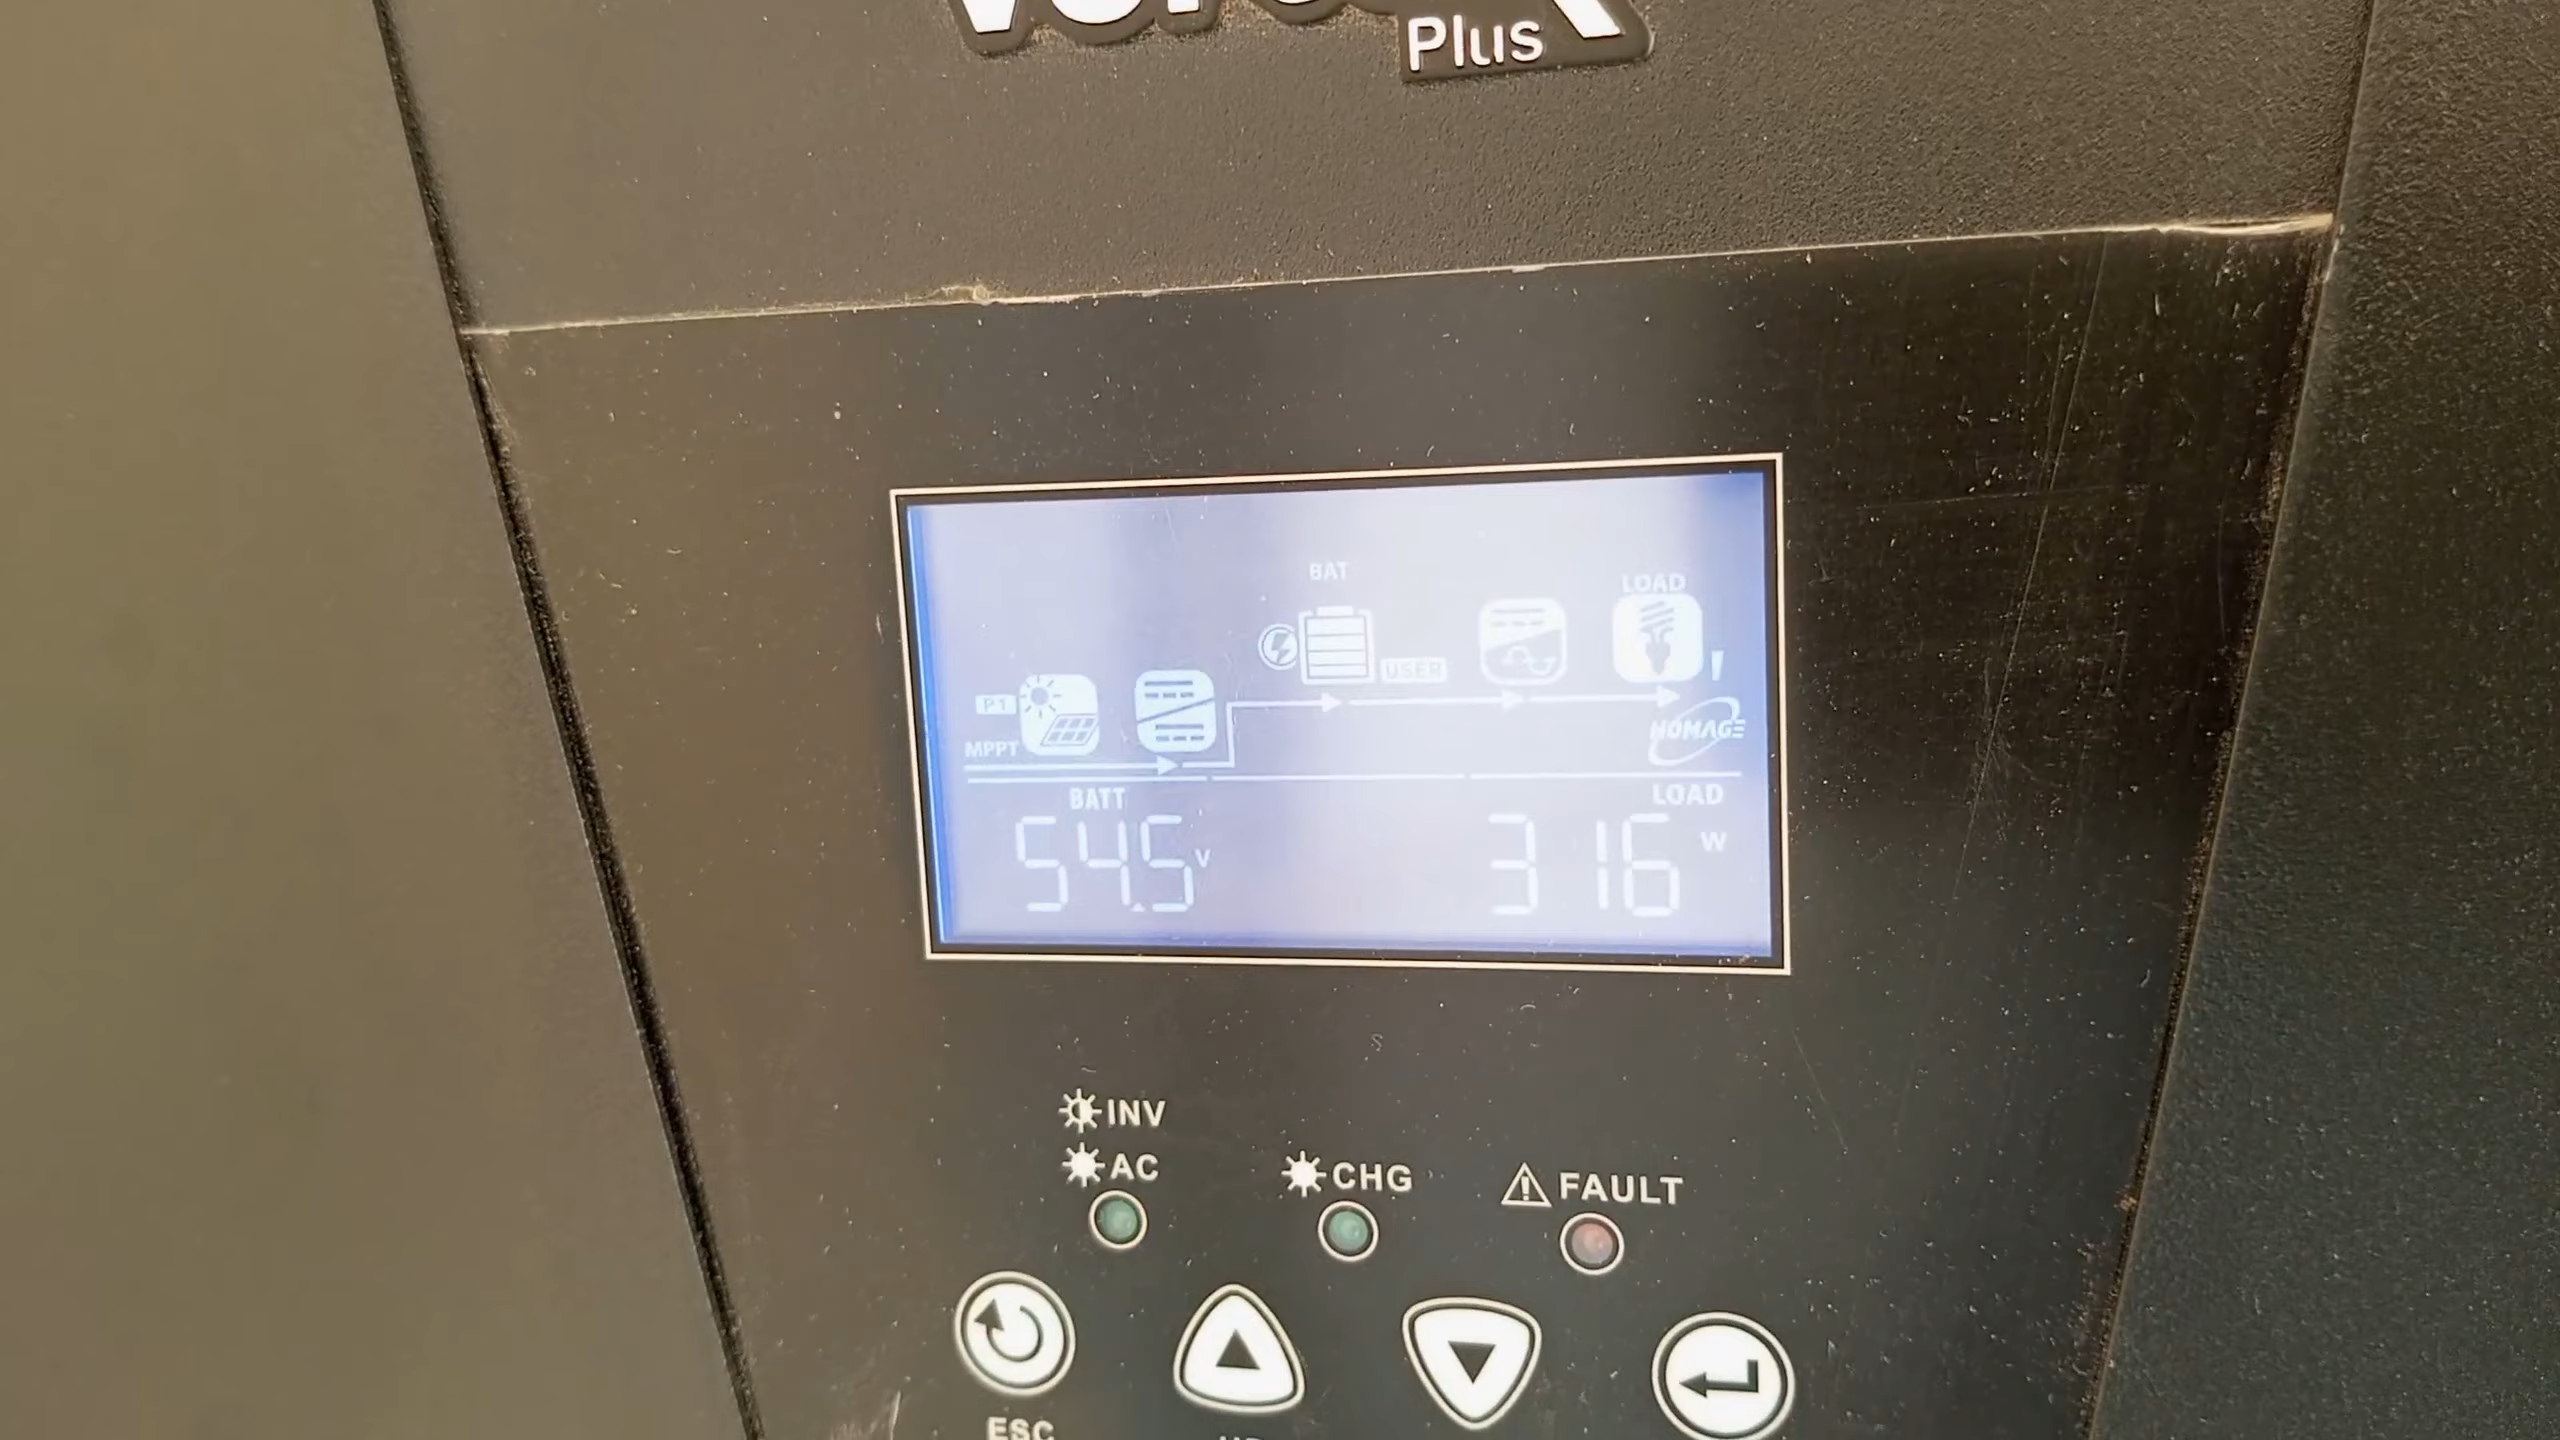 Plus
BAT
LOAD
USER
P1
MPPT
HOMAGE
BATT
LOAD
54.5 V
316 W
INV
AC
CHG
FAULT
ESC